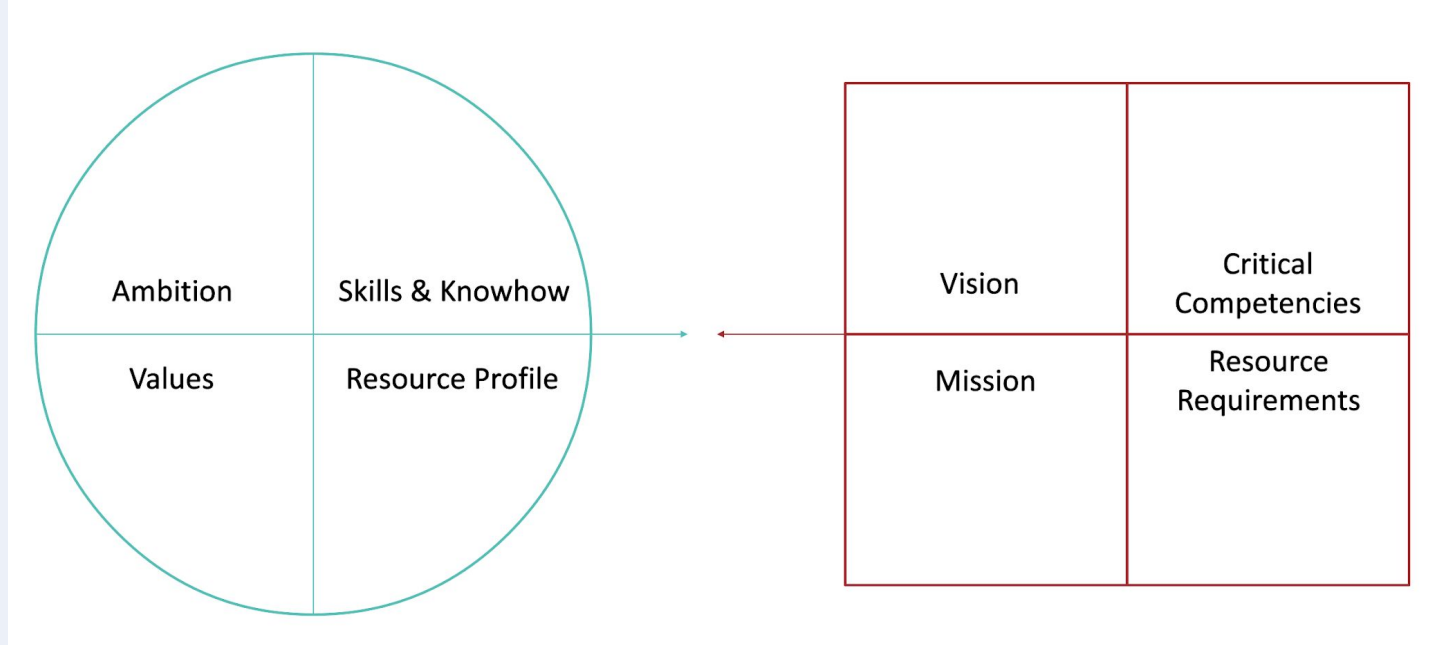 Ambition
Skills & Knowhow
Values
Resource Profile
Vision
Critical
Competencies
Mission
Resource
Requirements